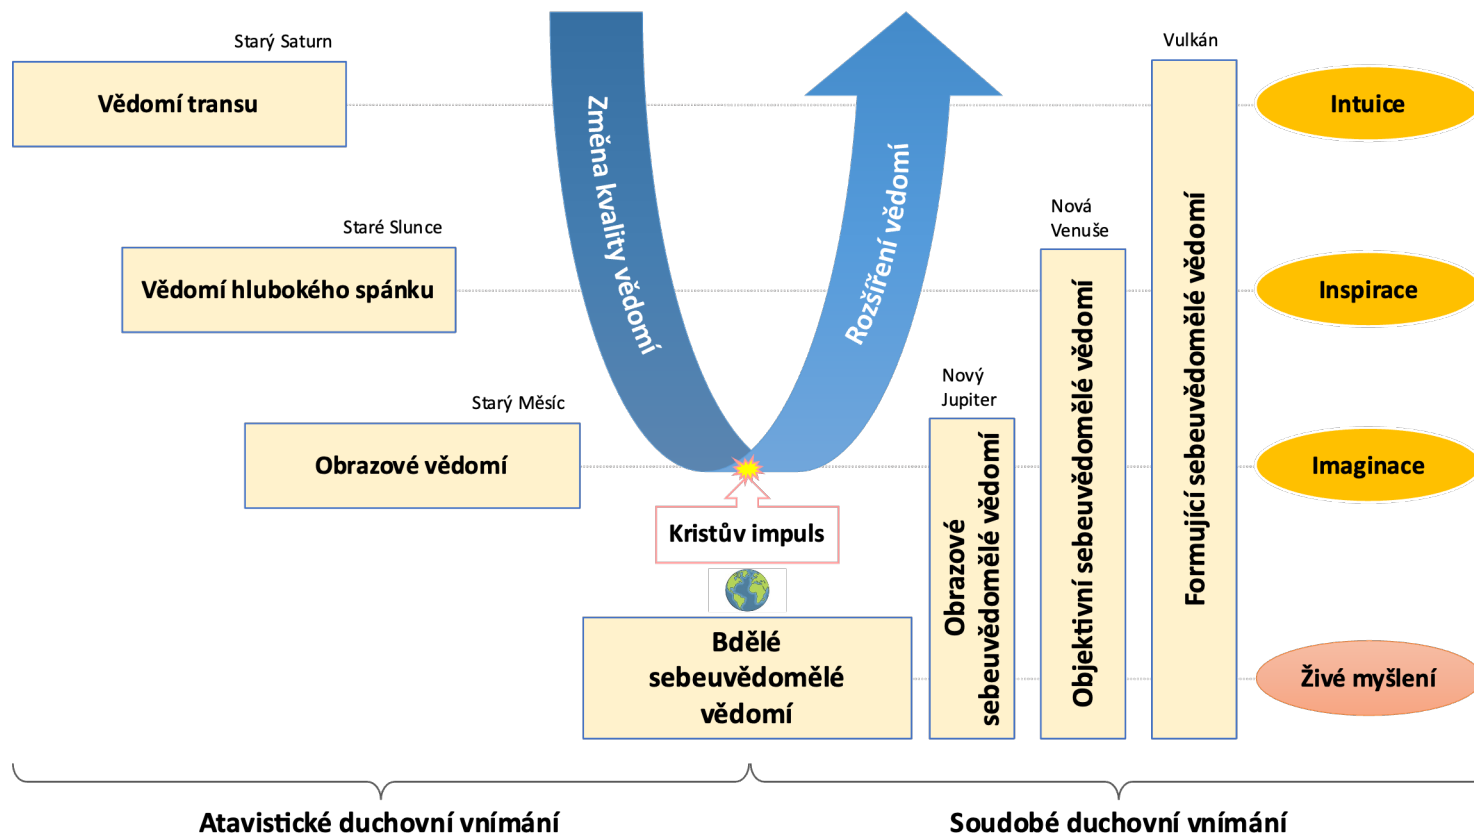 Starý Saturn
Vědomí transu
Staré Slunce
Vědomí hlubokého spánku
Starý Měsíc
Obrazové vědomí
Změna kvality vědomí
Rozšíření vědomí
Kristův impuls
Bdělé
sebeuvědomělé
vědomí
Nový
Jupiter
Obrazové
sebeuvědomělé vědomí
Nová
Venuše
Objektivní sebeuvědomělé vědomí
Vulkán
Formující sebeuvědomělé vědomí
Intuice
Inspirace
Imaginace
Živé myšlení
Atavistické duchovní vnímání
Soudobé duchovní vnímání